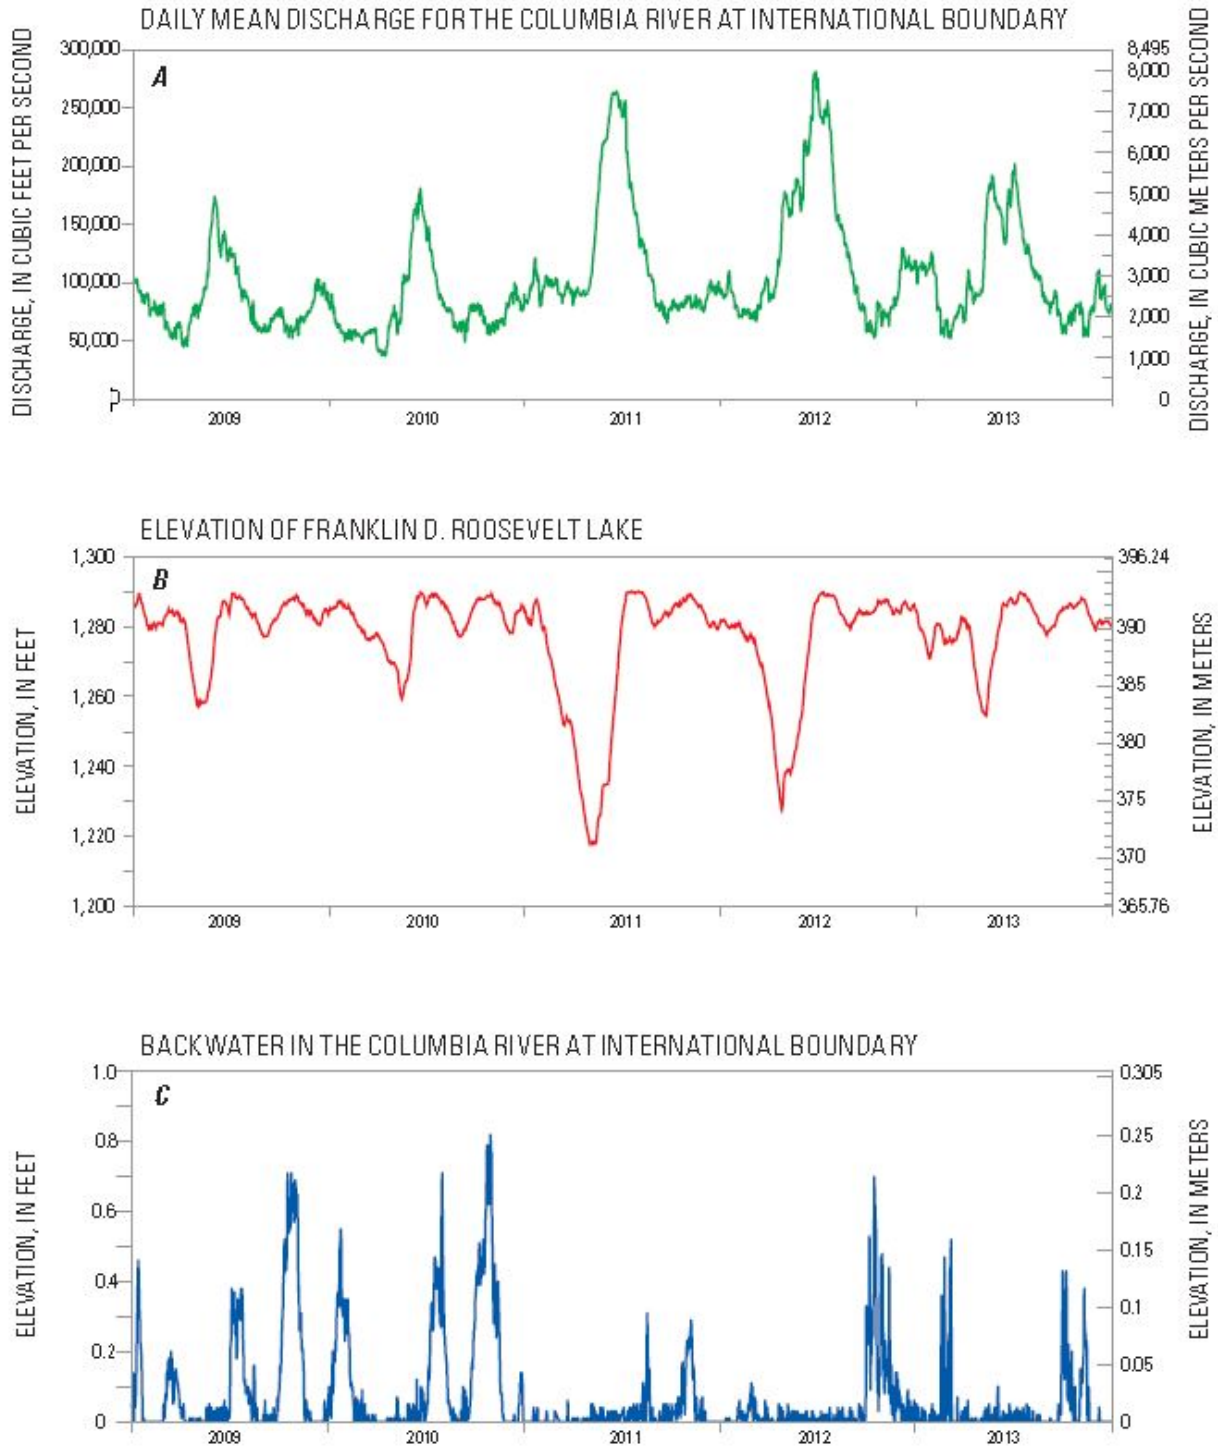 DAILY MEAN DISCHARGE FOR THE COLUMBIA RIVER AT INTERNATIONAL BOUNDARY
A
DISCHARGE, IN CUBIC FEET PER SECOND
300,000
250,000
200,000
150,000
100,000
50,000
8,495
8,000
7,000
6,000
5,000
4,000
3,000
2,000
1,000
0
DISCHARGE, IN CUBIC METERS PER SECOND
2009 2010 2011 2012 2013
ELEVATION OF FRANKLIN D. ROOSEVELT LAKE
B
ELEVATION, IN FEET
1,300
1,280
1,260
1,240
1,220
1,200
396.24
390
385
380
375
370
365.76
ELEVATION, IN METERS
2009 2010 2011 2012 2013
BACKWATER IN THE COLUMBIA RIVER AT INTERNATIONAL BOUNDARY
C
ELEVATION, IN FEET
1.0
0.8
0.6
0.4
0.2
0
0.305
0.25
0.2
0.15
0.1
0.05
0
ELEVATION, IN METERS
2009 2010 2011 2012 2013